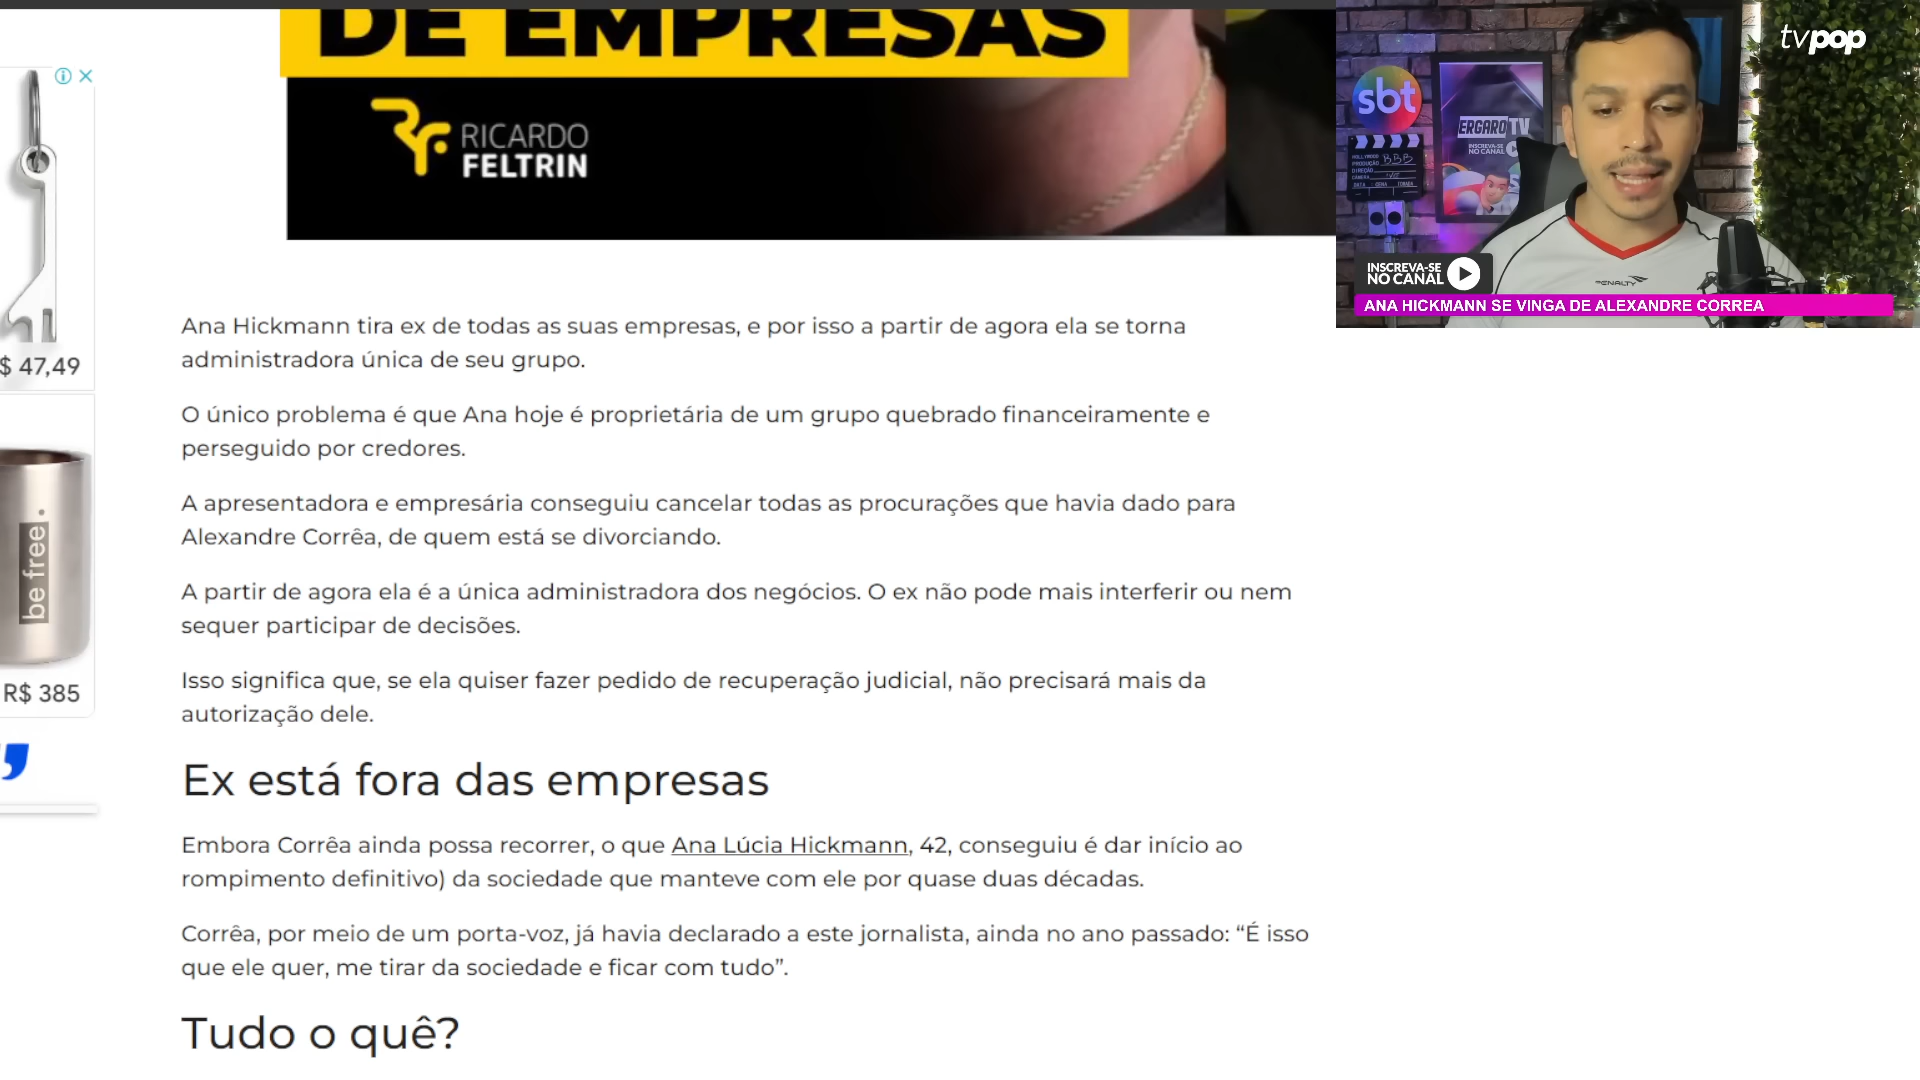 DE EMPRESAS
RICARDO
FELTRIN
tvpop
sbt
ERGARO TV
INSCREVA-SE
NO CANAL
BBB
PENALTY
INSCREVA-SE
NO CANAL
ANA HICKMANN SE VINGA DE ALEXANDRE CORREA
$ 47,49
be free.
R$ 385
Ana Hickmann tira ex de todas as suas empresas, e por isso a partir de agora ela se torna
administradora única de seu grupo.
O único problema é que Ana hoje é proprietária de um grupo quebrado financeiramente e
perseguido por credores.
A apresentadora e empresária conseguiu cancelar todas as procurações que havia dado para
Alexandre Corrêa, de quem está se divorciando.
A partir de agora ela é a única administradora dos negócios. O ex não pode mais interferir ou nem
sequer participar de decisões.
Isso significa que, se ela quiser fazer pedido de recuperação judicial, não precisará mais da
autorização dele.
Ex está fora das empresas
Embora Corrêa ainda possa recorrer, o que Ana Lúcia Hickmann, 42, conseguiu é dar início ao
rompimento definitivo) da sociedade que manteve com ele por quase duas décadas.
Corrêa, por meio de um porta-voz, já havia declarado a este jornalista, ainda no ano passado: “É isso
que ele quer, me tirar da sociedade e ficar com tudo”.
Tudo o quê?